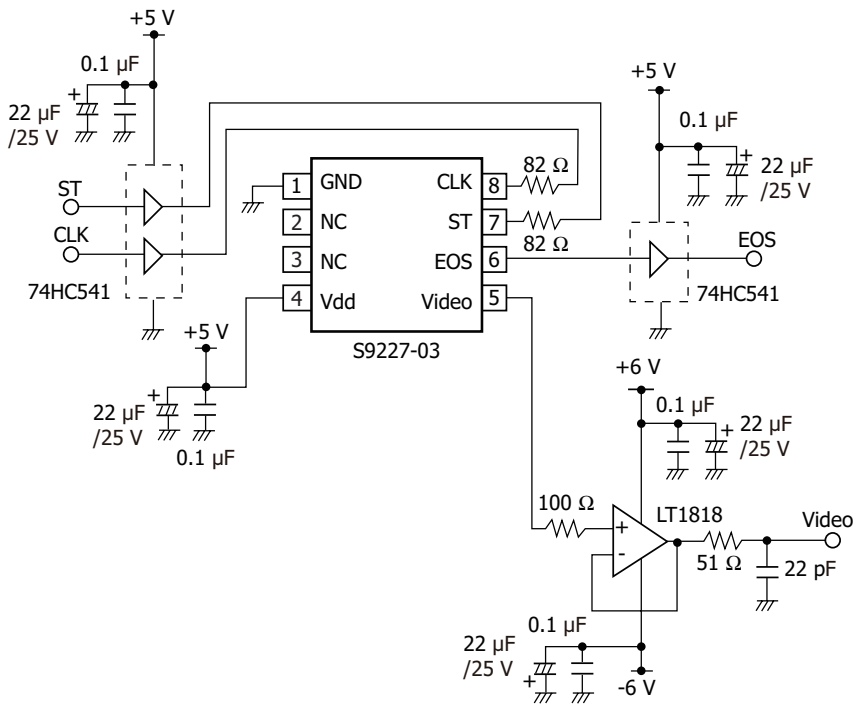 +5 V
0.1 µF
22 µF
/25 V
+
ST
CLK
74HC541
+5 V
0.1 µF
+
22 µF
/25 V
EOS
74HC541
1 GND
2 NC
3 NC
4 Vdd
CLK 8
ST 7
EOS 6
Video 5
82 Ω
82 Ω
S9227-03
+5 V
+
22 µF
/25 V
0.1 µF
+6 V
0.1 µF
+
22 µF
/25 V
100 Ω
+
-
LT1818
51 Ω
Video
22 pF
0.1 µF
22 µF
/25 V
+
-6 V